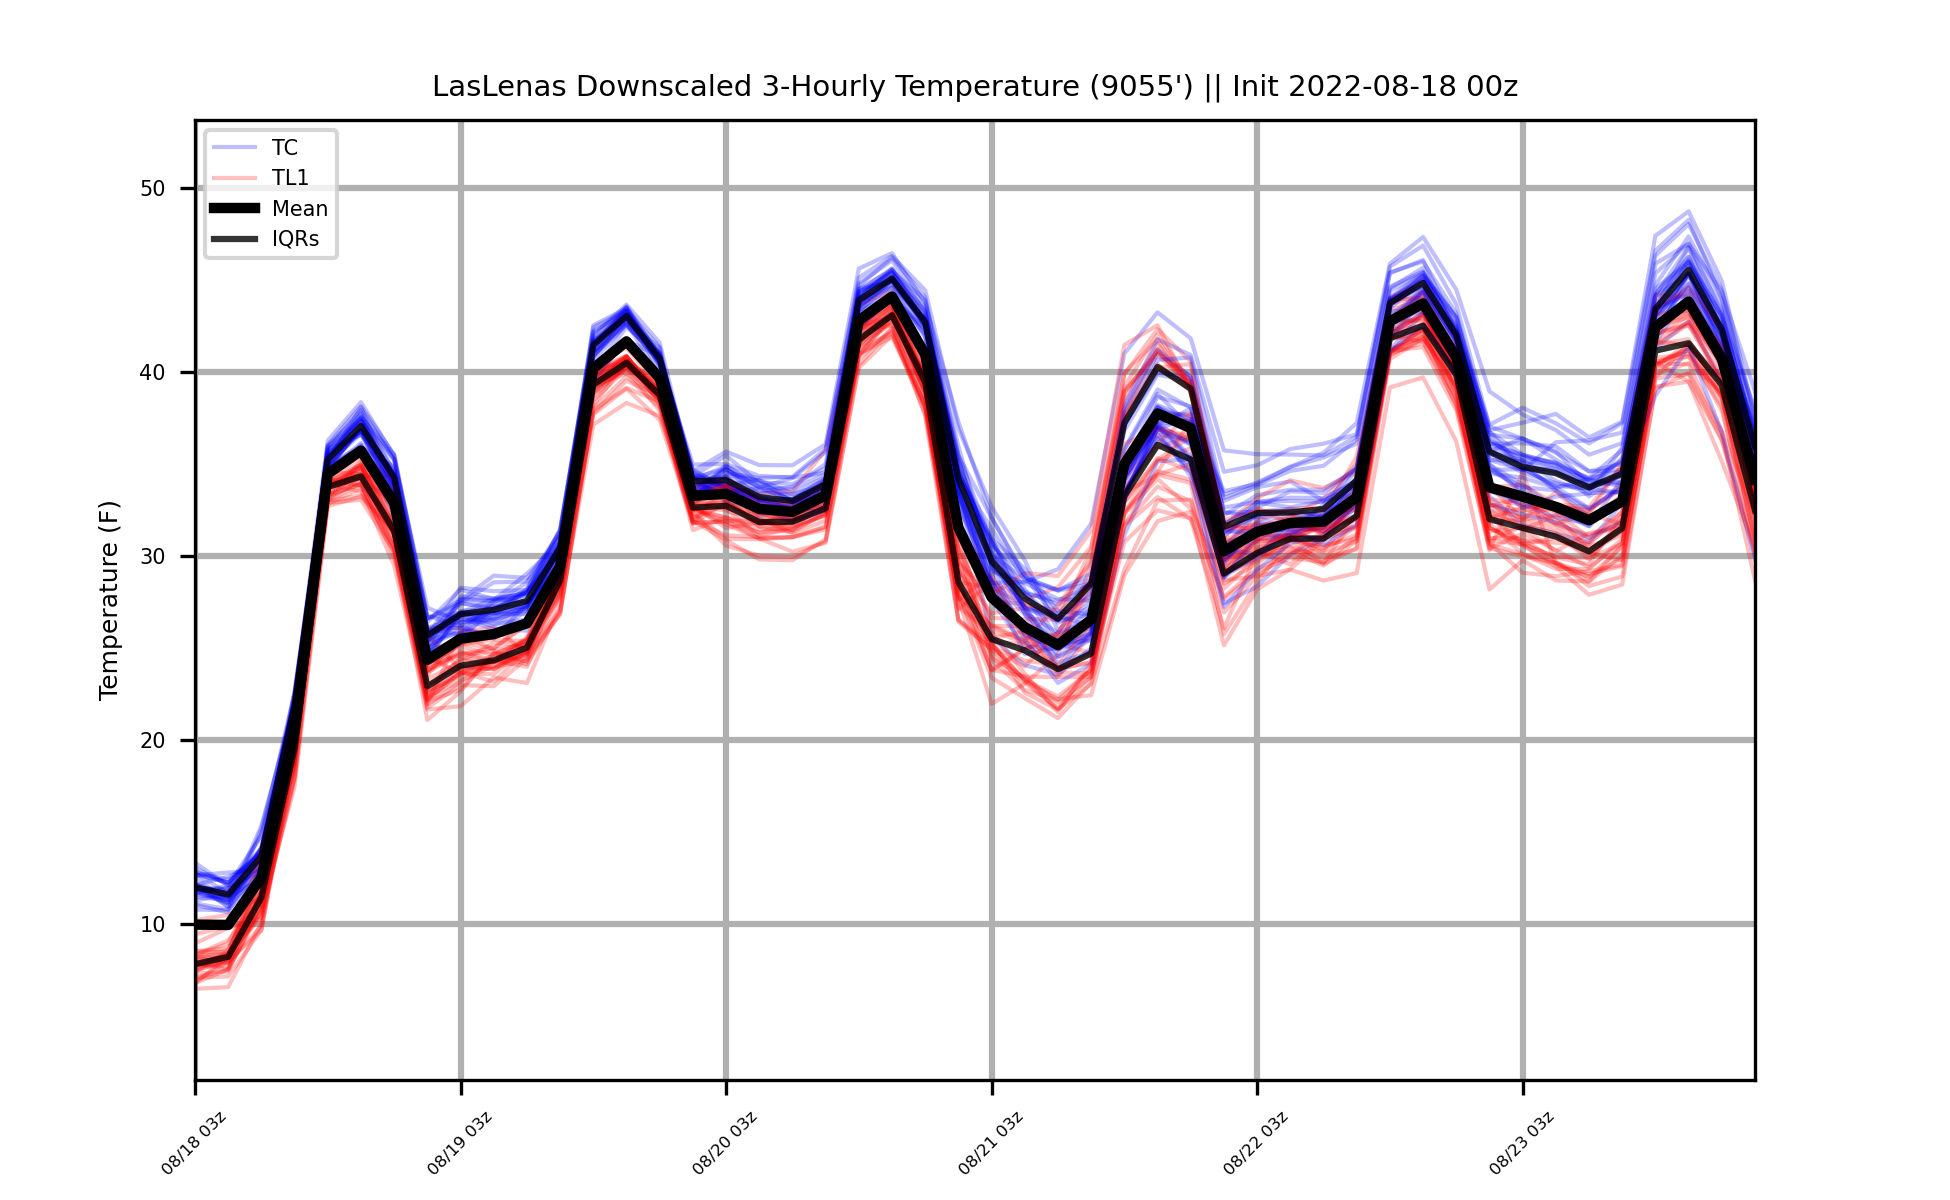 LasLenas Downscaled 3-Hourly Temperature (9055') || Init 2022-08-18 00z
TC
TL1
Mean
IQRs
Temperature (F)
50
40
30
20
10
08/18 03z
08/19 03z
08/20 03z
08/21 03z
08/22 03z
08/23 03z